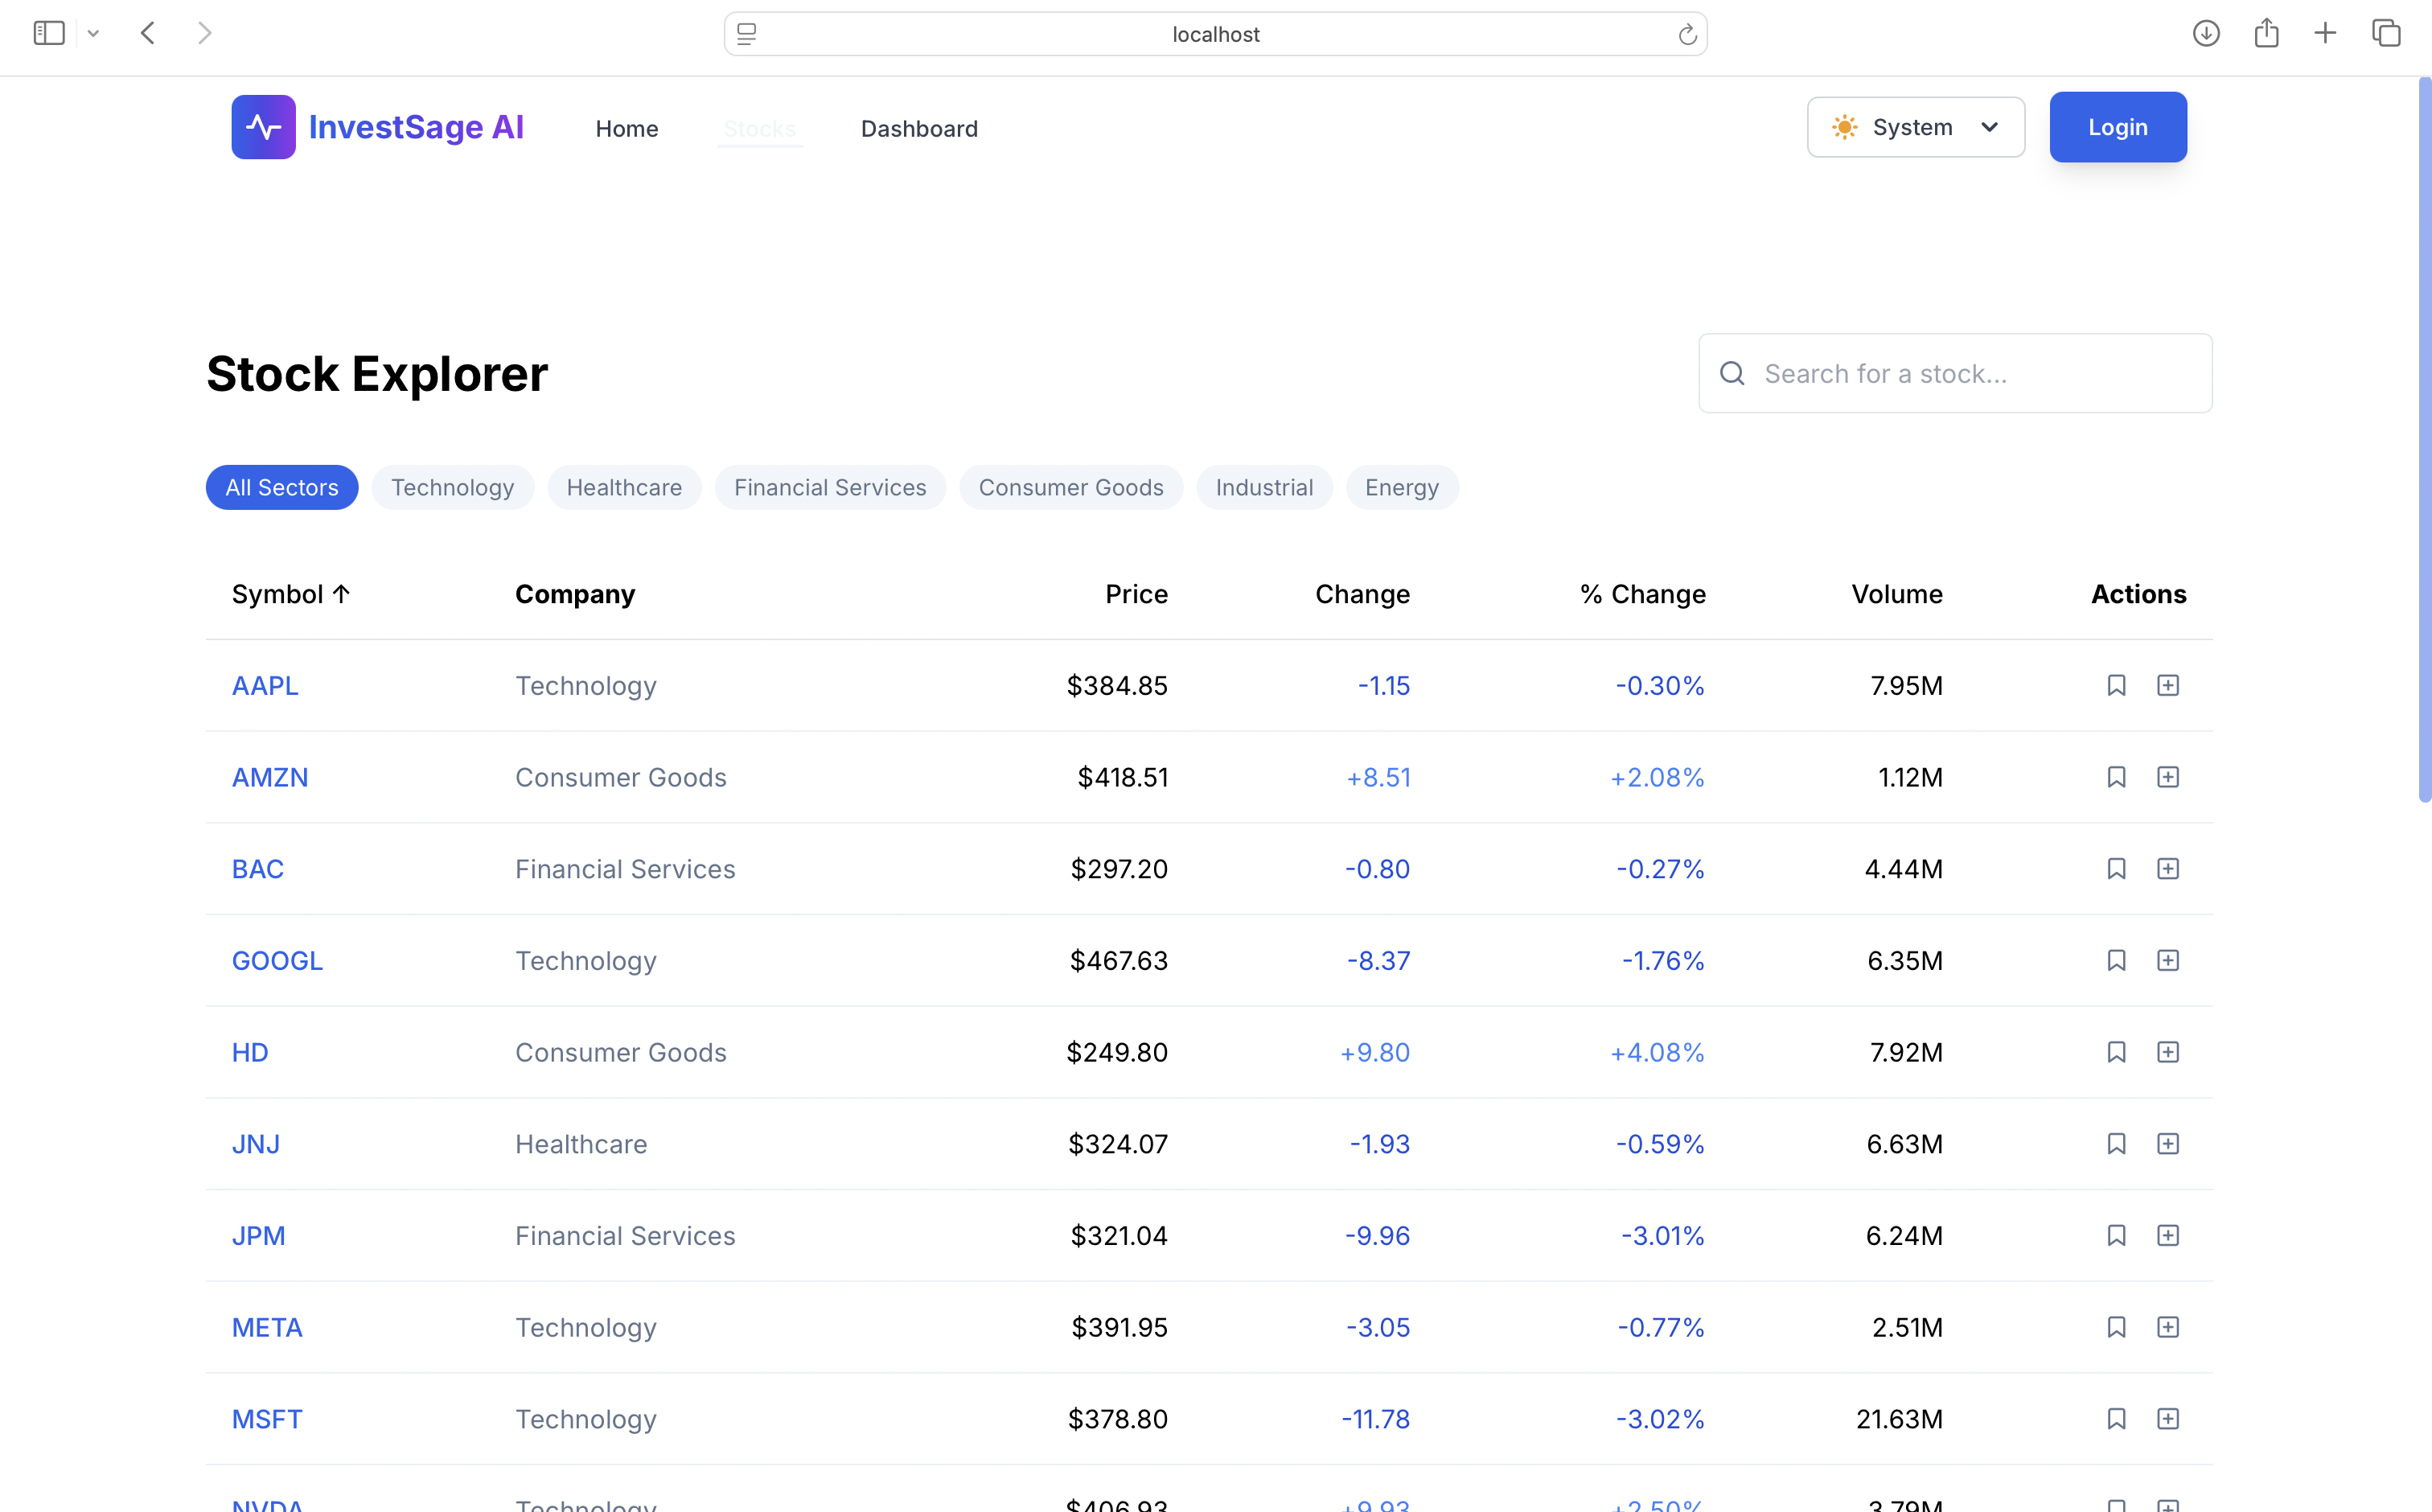 localhost
InvestSage AI Home Stocks Dashboard System Login
Stock Explorer Search for a stock...
All Sectors Technology Healthcare Financial Services Consumer Goods Industrial Energy
Symbol ↑ Company Price Change % Change Volume Actions
AAPL Technology $384.85 -1.15 -0.30% 7.95M
AMZN Consumer Goods $418.51 +8.51 +2.08% 1.12M
BAC Financial Services $297.20 -0.80 -0.27% 4.44M
GOOGL Technology $467.63 -8.37 -1.76% 6.35M
HD Consumer Goods $249.80 +9.80 +4.08% 7.92M
JNJ Healthcare $324.07 -1.93 -0.59% 6.63M
JPM Financial Services $321.04 -9.96 -3.01% 6.24M
META Technology $391.95 -3.05 -0.77% 2.51M
MSFT Technology $378.80 -11.78 -3.02% 21.63M
NVDA Technology $406.93 +9.93 +2.50% 3.79M